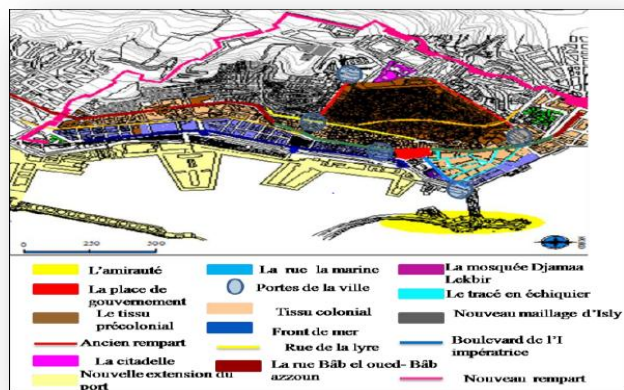 0 250 500
NORD
L'amirauté
La place de
gouvernement
Le tissu
précolonial
Ancien rempart
La citadelle
Nouvelle extension du
port
La rue la marine
Portes de la ville
Tissu colonial
Front de mer
Rue de la lyre
La rue Bâb el oued- Bâb
azzoun
La mosquée Djamaa
Lekbir
Le tracé en échiquier
Nouveau maillage d'Isly
Boulevard de l'I
impératrice
Nouveau rempart